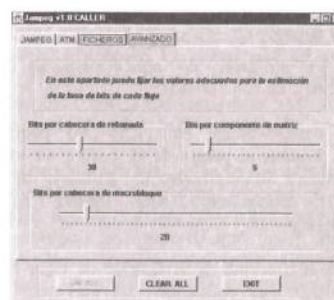 Jampeg v1.0 CALLER
JAMPEG ATM FICHEROS AVANZADO
En este apartado puede fijar los valores adecuados para la estimación
de la tasa de bits de cada flujo
Bits por cabecera de rebanada
Bits por componente de matriz
38
Bits por cabecera de macrobloque
20
CLEAR ALL EXIT